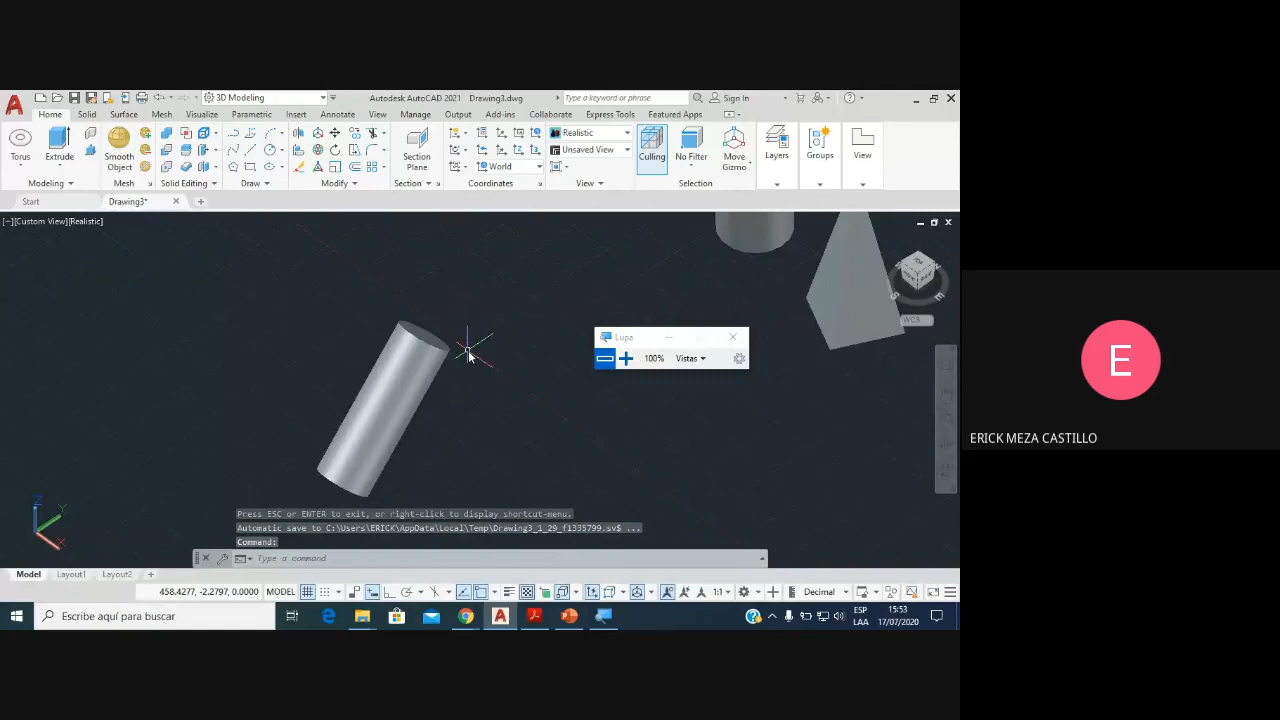 3D Modeling
Autodesk AutoCAD 2021 Drawing3.dwg
Type a keyword or phrase
Sign In
Home Solid Surface Mesh Visualize Parametric Insert Annotate View Manage Output Add-ins Collaborate Express Tools Featured Apps
Torus
Extrude
Smooth
Object
Section
Plane
Realistic
Unsaved View
World
Culling
No Filter
Move
Gizmo
Layers
Groups
View
Modeling
Mesh
Solid Editing
Draw
Modify
Section
Coordinates
View
Selection
Start
Drawing3*
[−][Custom View][Realistic]
TOP
S
E
WCS
Lupa
100%
Vistas
Z
Y
X
Press ESC or ENTER to exit, or right-click to display shortcut-menu.
Automatic save to C:\Users\ERICK\AppData\Local\Temp\Drawing3_1_29_f1335799.sv$ ...
Command:
Type a command
Model Layout1 Layout2
458.4277, -2.2797, 0.0000
MODEL
1:1
Decimal
Escribe aquí para buscar
ESP
LAA
15:53
17/07/2020
E
ERICK MEZA CASTILLO